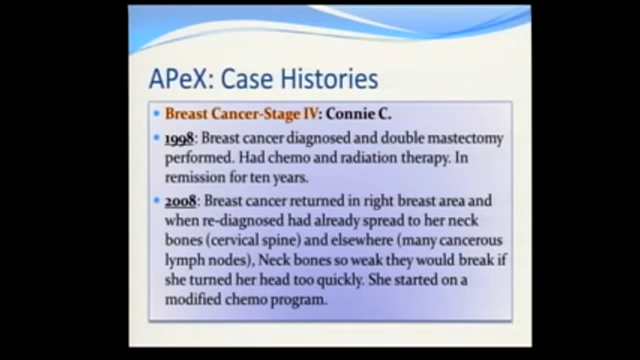 APeX: Case Histories
• Breast Cancer-Stage IV: Connie C.
• 1998: Breast cancer diagnosed and double mastectomy
performed. Had chemo and radiation therapy. In
remission for ten years.
• 2008: Breast cancer returned in right breast area and
when re-diagnosed had already spread to her neck
bones (cervical spine) and elsewhere (many cancerous
lymph nodes), Neck bones so weak they would break if
she turned her head too quickly. She started on a
modified chemo program.